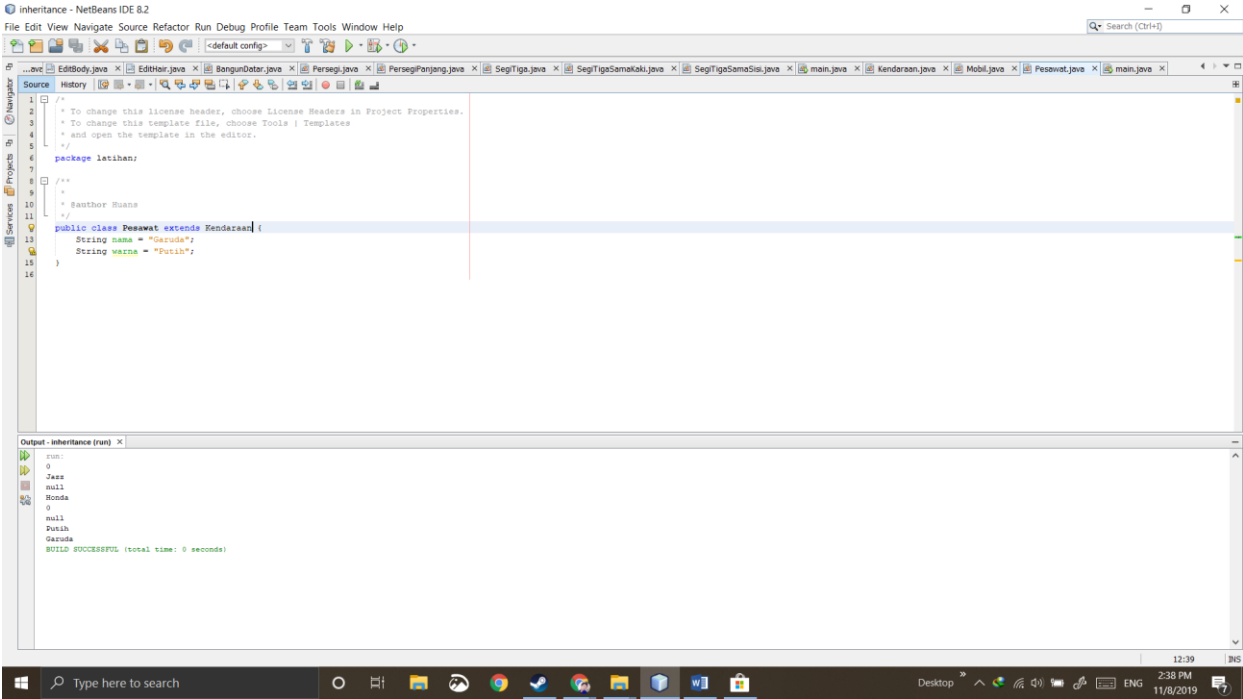 inheritance - NetBeans IDE 8.2
File Edit View Navigate Source Refactor Run Debug Profile Team Tools Window Help
Search (Ctrl+I)
<default config>
...ave EditBody.java EditHair.java BangunDatar.java Persegi.java PersegiPanjang.java SegiTiga.java SegiTigaSamaKaki.java SegiTigaSamaSisi.java main.java Kendaraan.java Mobil.java Pesawat.java main.java
Source History
Navigator
Projects
Services
1 /*
2 * To change this license header, choose License Headers in Project Properties.
3 * To change this template file, choose Tools | Templates
4 * and open the template in the editor.
5 */
6 package latihan;
7
8 /**
9 *
10 * @author Huans
11 */
public class Pesawat extends Kendaraan {
13 String nama = "Garuda";
String warna = "Putih";
15 }
16
Output - inheritance (run)
run:
0
Jazz
null
Honda
0
null
Putih
Garuda
BUILD SUCCESSFUL (total time: 0 seconds)
12:39 INS
Type here to search
Desktop
ENG
2:38 PM
11/8/2019